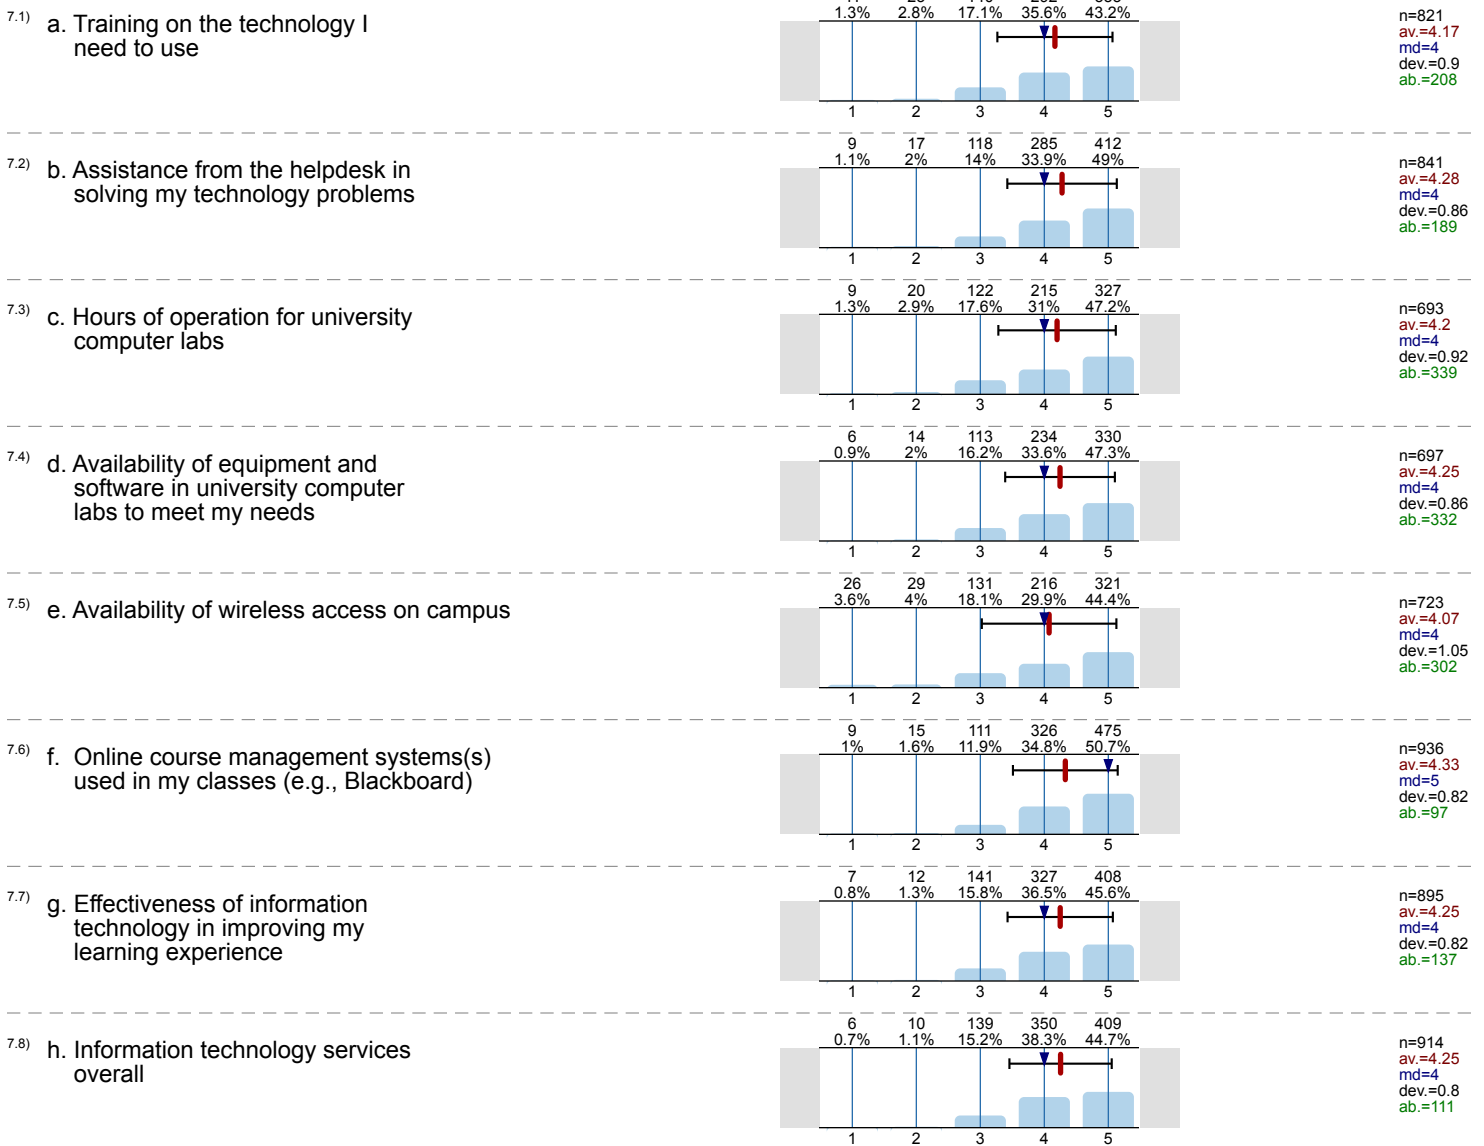 7.1) a. Training on the technology I
need to use
1.3% 2.8% 17.1% 35.6% 43.2%
1 2 3 4 5
n=821
av.=4.17
md=4
dev.=0.9
ab.=208
7.2) b. Assistance from the helpdesk in
solving my technology problems
9 17 118 285 412
1.1% 2% 14% 33.9% 49%
1 2 3 4 5
n=841
av.=4.28
md=4
dev.=0.86
ab.=189
7.3) c. Hours of operation for university
computer labs
9 20 122 215 327
1.3% 2.9% 17.6% 31% 47.2%
1 2 3 4 5
n=693
av.=4.2
md=4
dev.=0.92
ab.=339
7.4) d. Availability of equipment and
software in university computer
labs to meet my needs
6 14 113 234 330
0.9% 2% 16.2% 33.6% 47.3%
1 2 3 4 5
n=697
av.=4.25
md=4
dev.=0.86
ab.=332
7.5) e. Availability of wireless access on campus
26 29 131 216 321
3.6% 4% 18.1% 29.9% 44.4%
1 2 3 4 5
n=723
av.=4.07
md=4
dev.=1.05
ab.=302
7.6) f. Online course management systems(s)
used in my classes (e.g., Blackboard)
9 15 111 326 475
1% 1.6% 11.9% 34.8% 50.7%
1 2 3 4 5
n=936
av.=4.33
md=5
dev.=0.82
ab.=97
7.7) g. Effectiveness of information
technology in improving my
learning experience
7 12 141 327 408
0.8% 1.3% 15.8% 36.5% 45.6%
1 2 3 4 5
n=895
av.=4.25
md=4
dev.=0.82
ab.=137
7.8) h. Information technology services
overall
6 10 139 350 409
0.7% 1.1% 15.2% 38.3% 44.7%
1 2 3 4 5
n=914
av.=4.25
md=4
dev.=0.8
ab.=111